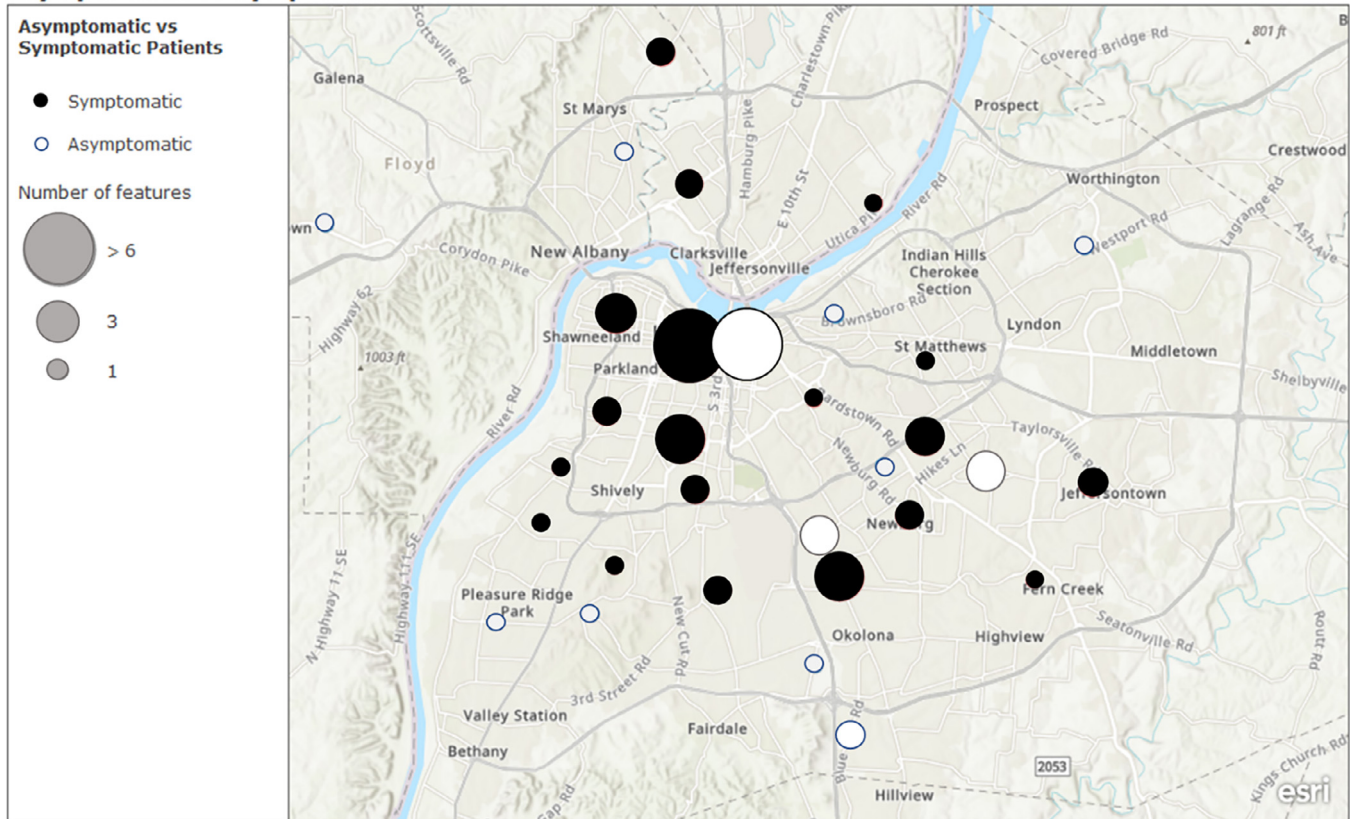 Asymptomatic vs
Symptomatic Patients
Symptomatic
Asymptomatic
Number of features
> 6
3
1
Scottsville Rd
Charlestown Pike
Covered Bridge Rd
801 ft
B
Galena
St Marys
Hamburg Pike
Prospect
Floyd
Crestwood
Worthington
E 10th St
River Rd
Lagrange Rd
wn
Utica Pi
Westport Rd
Ash Ave
New Albany
Clarksville
Corydon Pike
Jeffersonville
Indian Hills
Cherokee
Section
Highway 62
Brownsboro Rd
Shawneeland
Lyndon
1003 ft
St Matthews
Middletown
Parkland
Shelbyville
S 3rd
River Rd
Bardstown Rd
Taylorsville R
Newburg Rd
Hikes Ln
Shively
Jeffersontown
Newburg
N Highway 11 SE
Highway 111 SE
Pleasure Ridge
Park
Fern Creek
New Cut Rd
Okolona
Highview
Seatonville Rd
Route Rd
3rd Street Rd
Valley Station
Fairdale
Blue
Rd
Bethany
2053
Kings Church Rd
Gap Rd
Hillview
esri